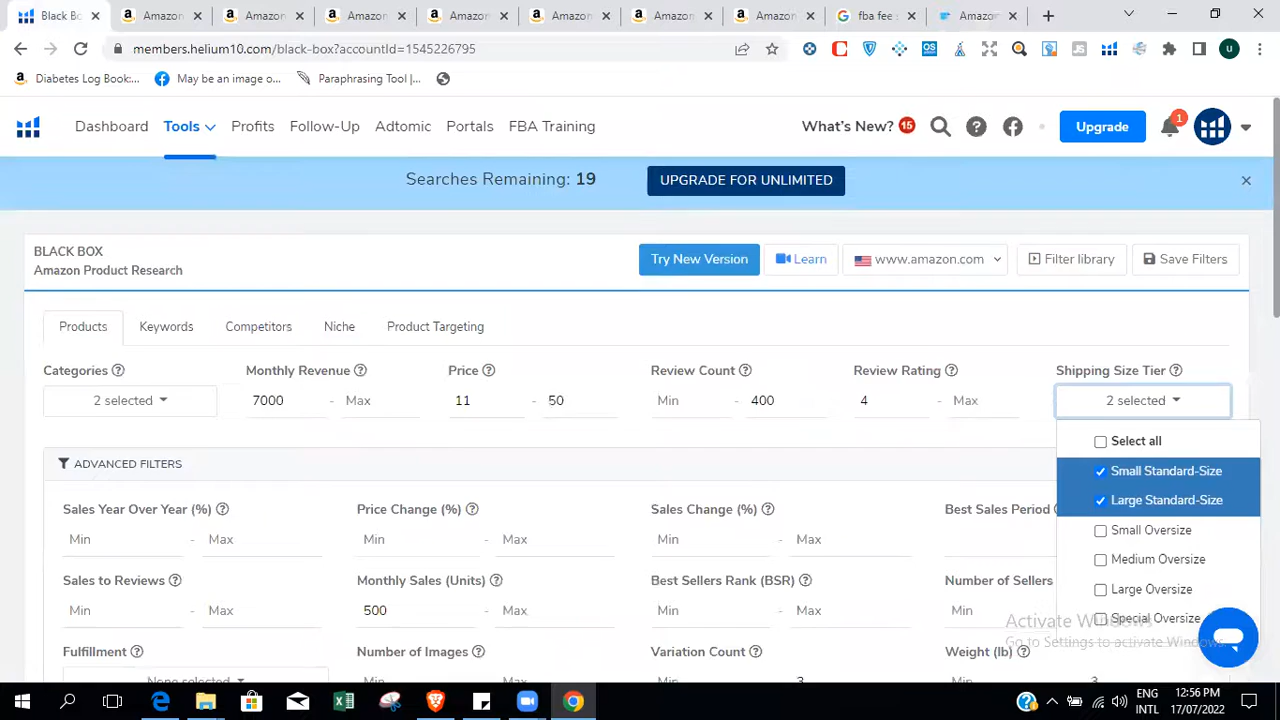 Black Bo
Amazon
Amazon
Amazon
Amazon
Amazon
Amazon
Amazon
fba fee s
Amazon
members.helium10.com/black-box?accountId=1545226795
Diabetes Log Book:... May be an image o... Paraphrasing Tool |...
Dashboard Tools Profits Follow-Up Adtomic Portals FBA Training What's New? 15 Upgrade 1
Searches Remaining: 19 UPGRADE FOR UNLIMITED
BLACK BOX
Amazon Product Research
Try New Version Learn www.amazon.com Filter library Save Filters
Products Keywords Competitors Niche Product Targeting
Categories Monthly Revenue Price Review Count Review Rating Shipping Size Tier
2 selected 7000 - Max 11 - 50 Min - 400 4 - Max 2 selected
Select all
ADVANCED FILTERS
Small Standard-Size
Large Standard-Size
Sales Year Over Year (%) Price Change (%) Sales Change (%) Best Sales Period
Small Oversize
Min - Max Min - Max Min - Max
Medium Oversize
Sales to Reviews Monthly Sales (Units) Best Sellers Rank (BSR) Number of Sellers
Large Oversize
Min - Max 500 - Max Min - Max Min
Special Oversize
Activate Windows
Go to Settings to activate Windows.
Fulfillment Number of Images Variation Count Weight (lb)
None selected Min - Max Min - 3 Min - 3
ENG
INTL
12:56 PM
17/07/2022